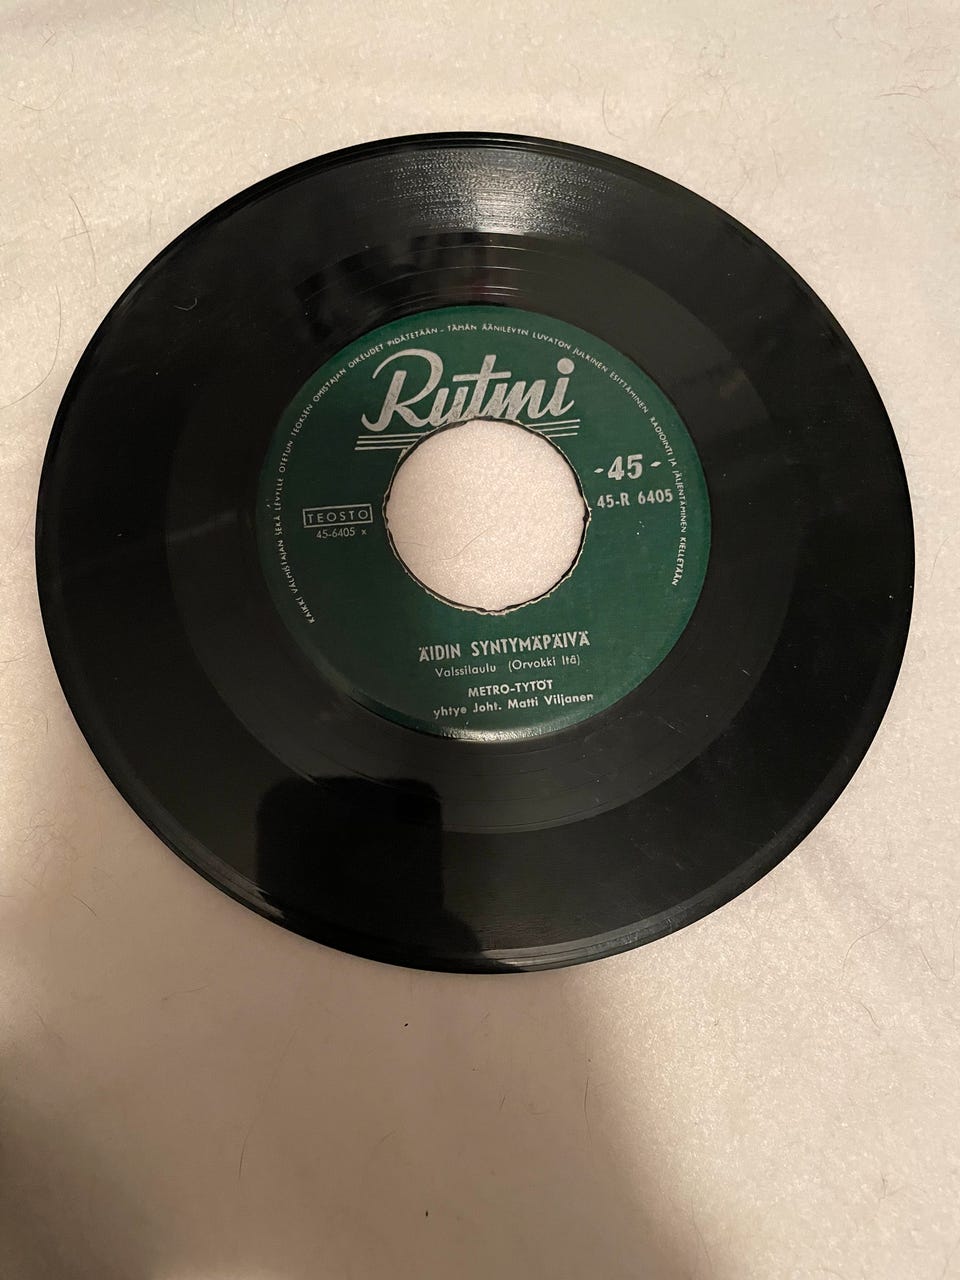 KAIKKI VALMISTAJAN SEKÄ LEVYLLE OTETUN TEOKSEN OMISTAJAN OIKEUDET PIDÄTETÄÄN - TÄMÄN ÄÄNILEVYN LUVATON JULKINEN ESITTÄMINEN RADIOINTI JA JÄLJENTÄMINEN KIELLETÄÄN
Rutmi
- 45 -
45-R 6405
TEOSTO
45-6405 x
ÄIDIN SYNTYMÄPÄIVÄ
Valssilaulu (Orvokki Itä)
METRO-TYTÖT
yhtye Joht. Matti Viljanen